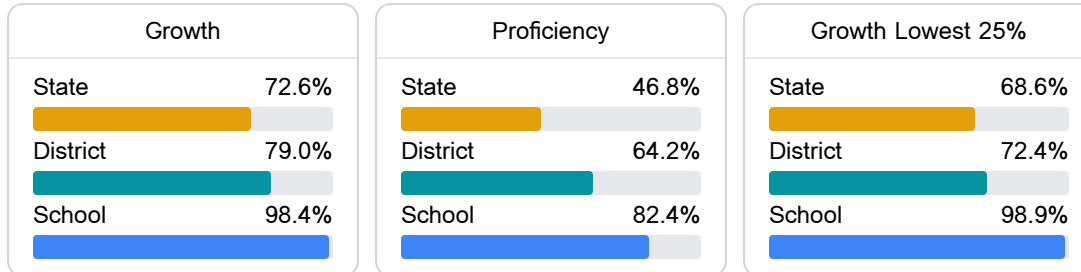 Growth
State 72.6%
District 79.0%
School 98.4%
Proficiency
State 46.8%
District 64.2%
School 82.4%
Growth Lowest 25%
State 68.6%
District 72.4%
School 98.9%